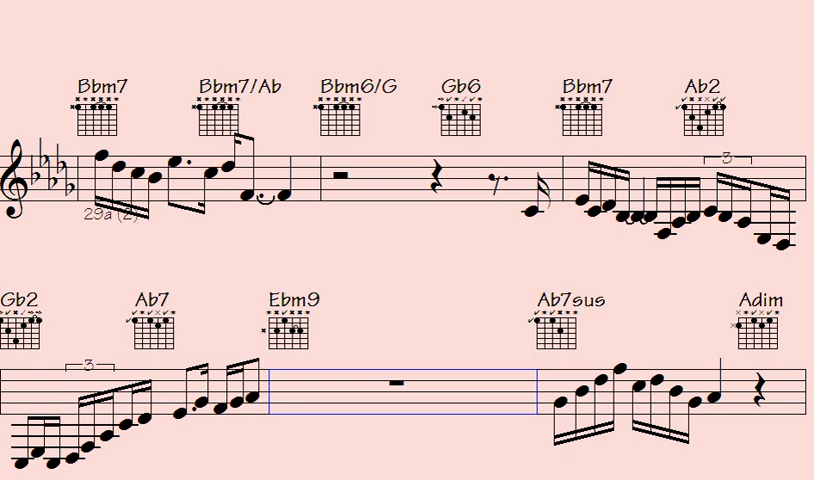 Bbm7 Bbm7/Ab Bbm6/G Gb6 Bbm7 Ab2
3
29a (2)
Gb2 Ab7 Ebm9 Ab7sus Adim
3